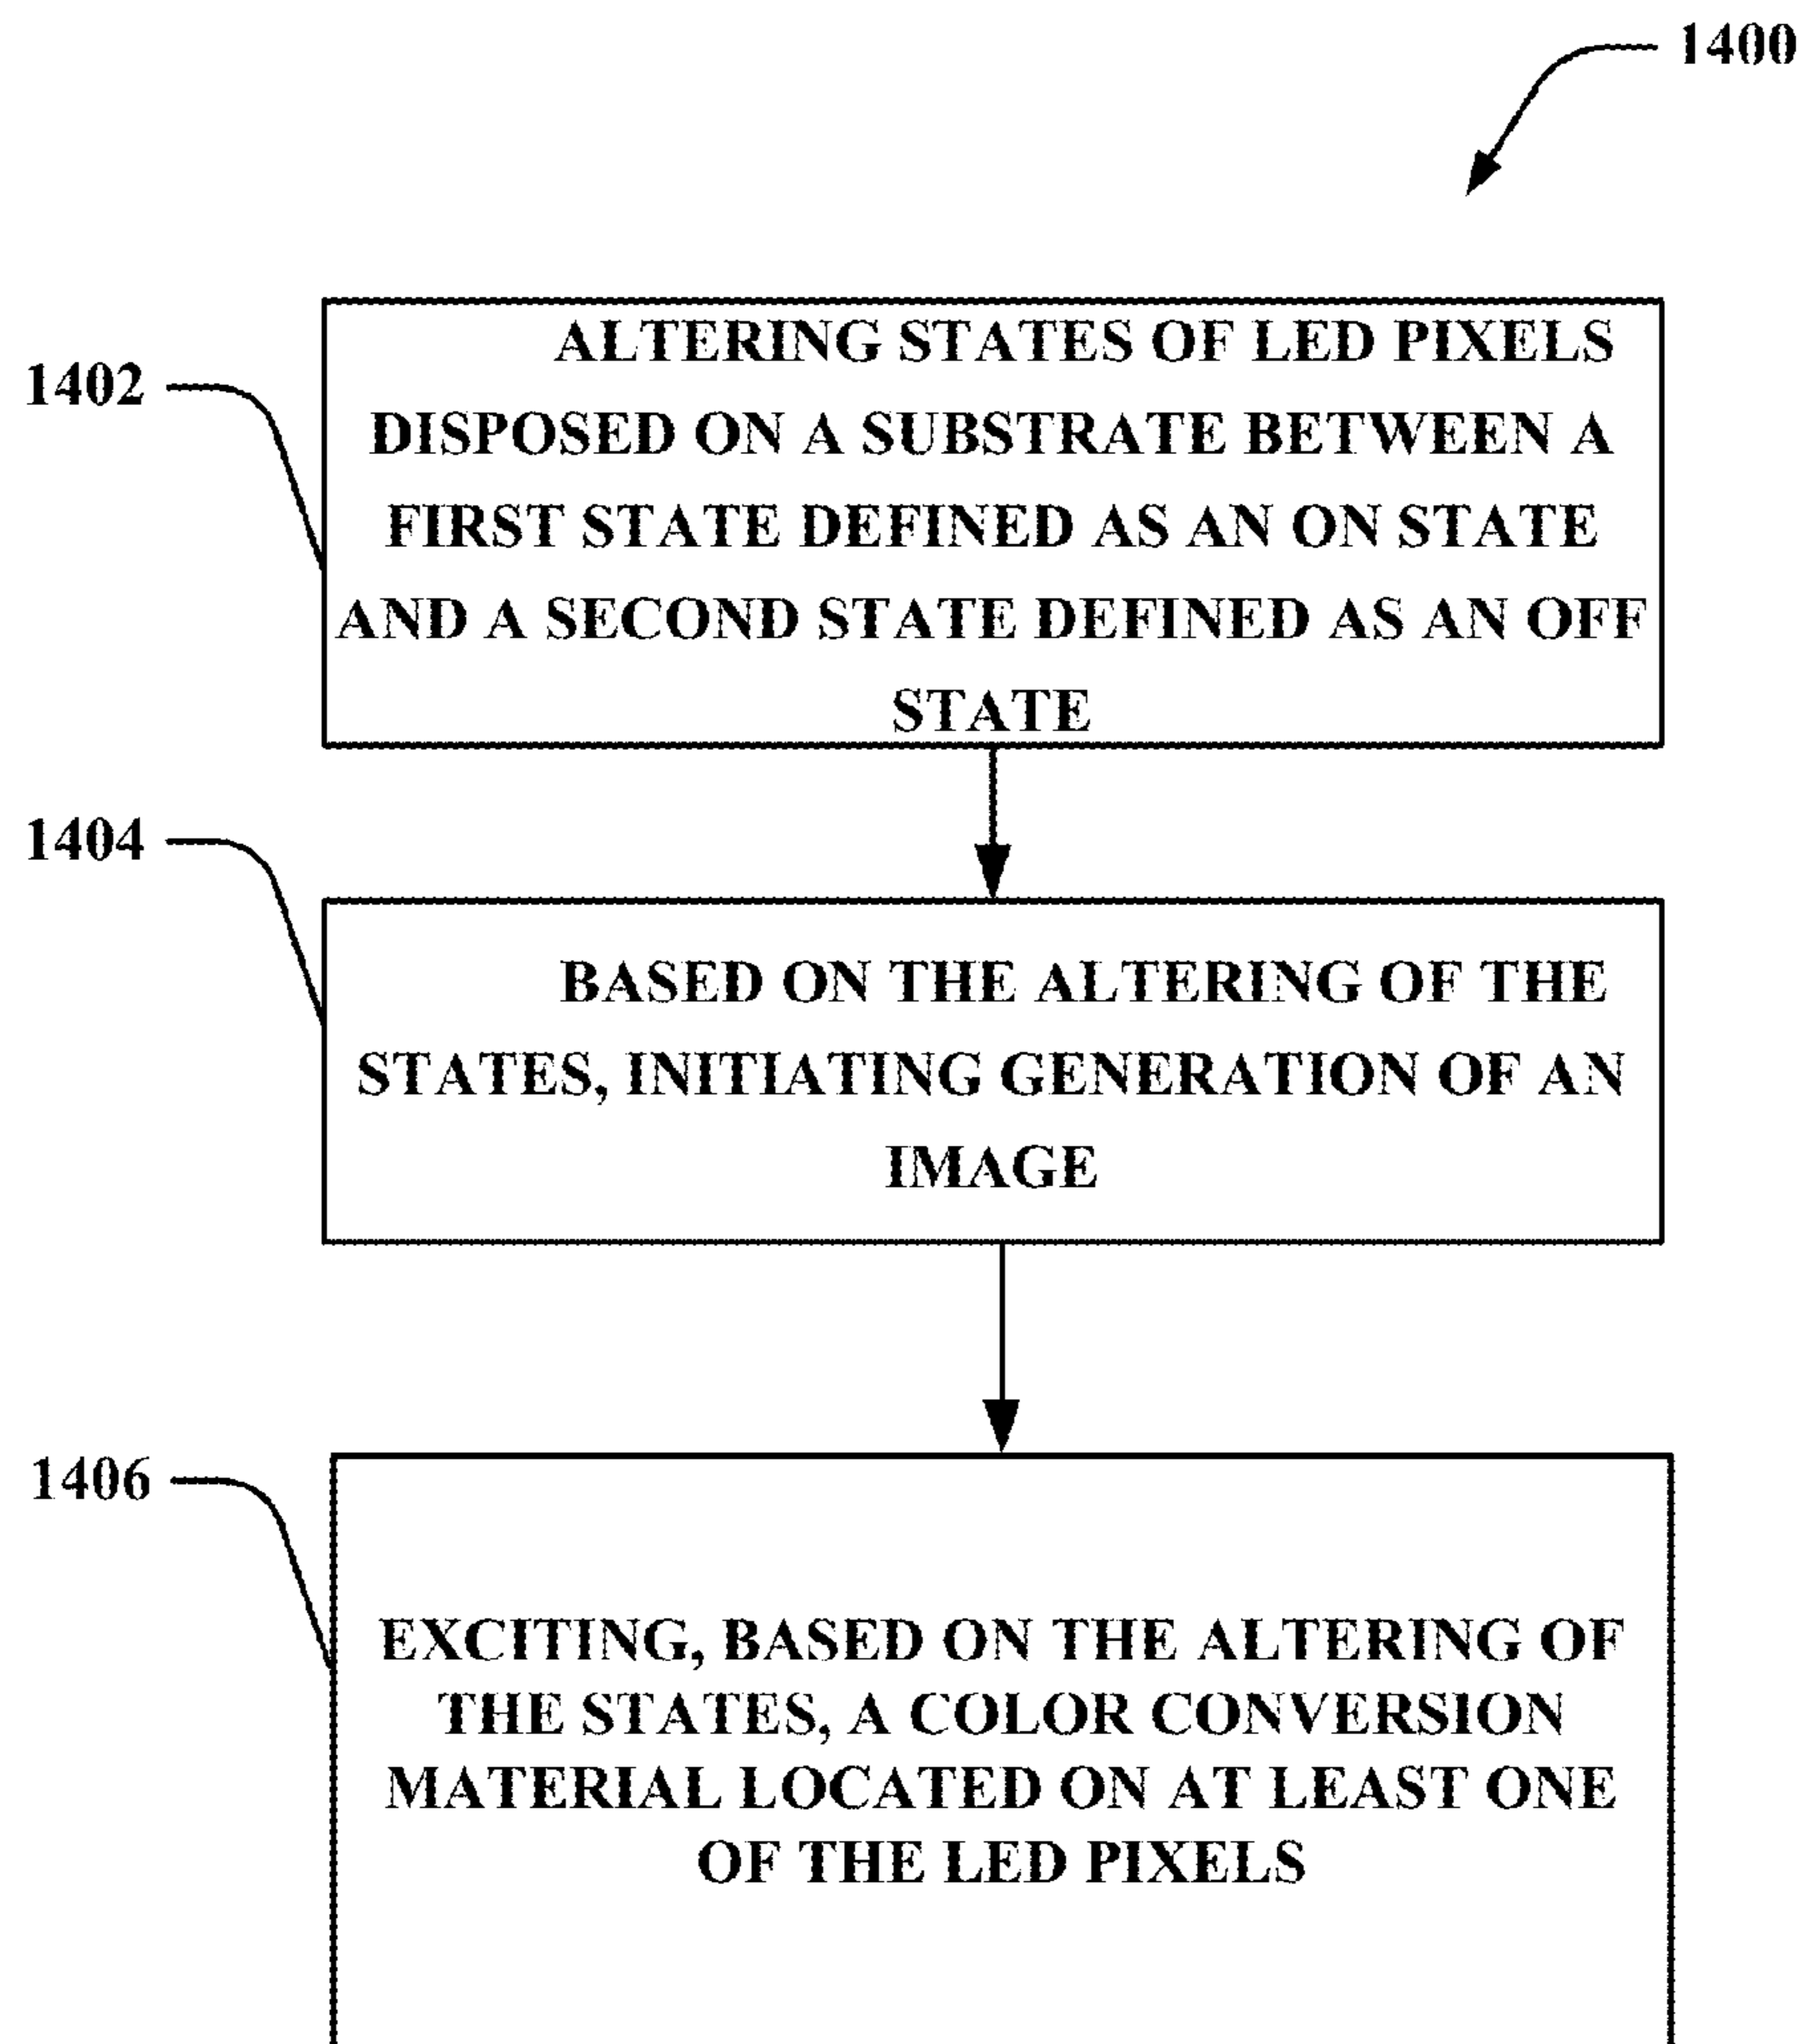 1400
1402
ALTERING STATES OF LED PIXELS
DISPOSED ON A SUBSTRATE BETWEEN A
FIRST STATE DEFINED AS AN ON STATE
AND A SECOND STATE DEFINED AS AN OFF
STATE
1404
BASED ON THE ALTERING OF THE
STATES, INITIATING GENERATION OF AN
IMAGE
1406
EXCITING, BASED ON THE ALTERING OF
THE STATES, A COLOR CONVERSION
MATERIAL LOCATED ON AT LEAST ONE
OF THE LED PIXELS